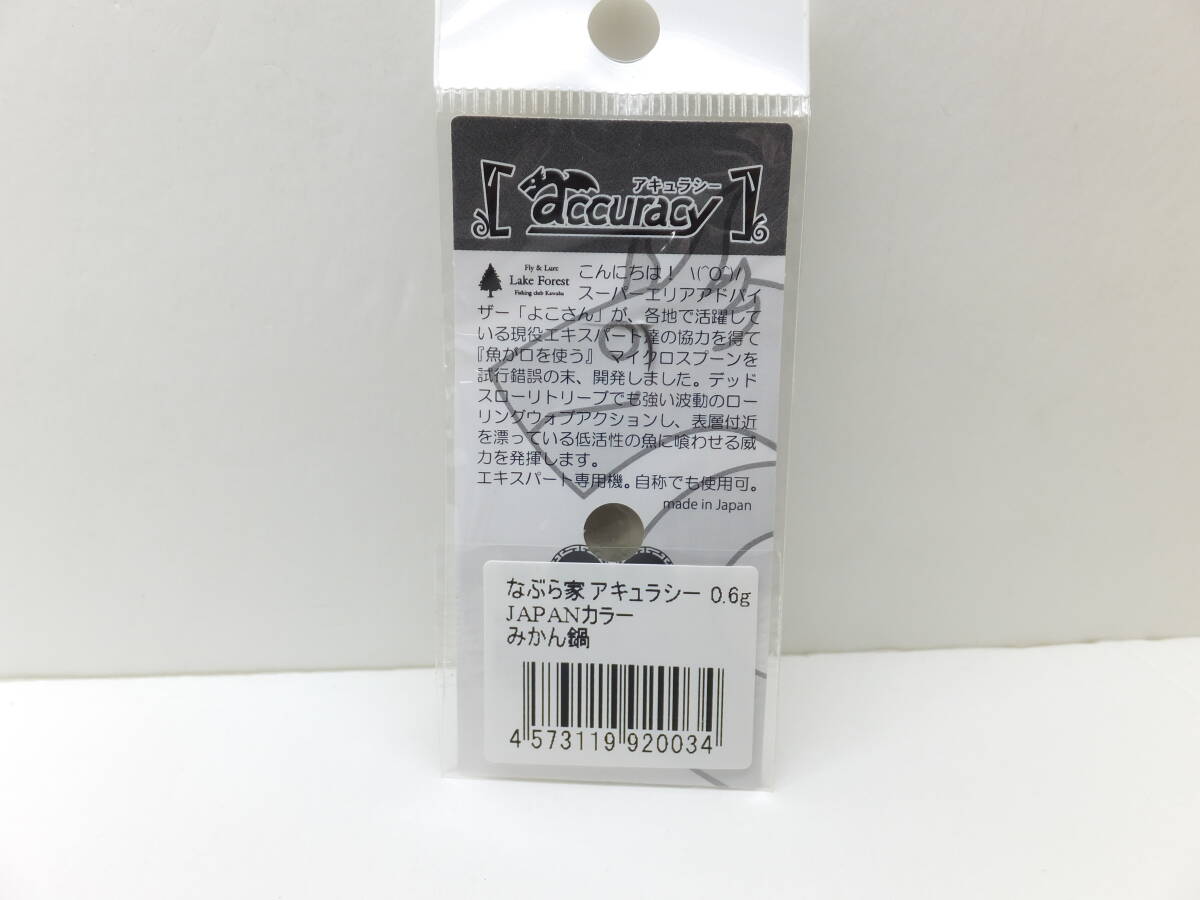 アキュラシー
accuracy
Fly & Lure
Lake Forest
Fishing club Kawaba
こんにちは！ \(^O^)/
スーパーエリアアドバイ
ザー「よこさん」が、各地で活躍して
いる現役エキスパート達の協力を得て
『魚が口を使う』 マイクロスプーンを
試行錯誤の末、開発しました。デッド
スローリトリーブでも強い波動のロー
リングウォブアクションし、表層付近
を漂っている低活性の魚に喰わせる威
力を発揮します。
エキスパート専用機。自称でも使用可。
made in Japan
なぶら家 アキュラシー 0.6g
JAPANカラー
みかん鍋
4 573119 920034